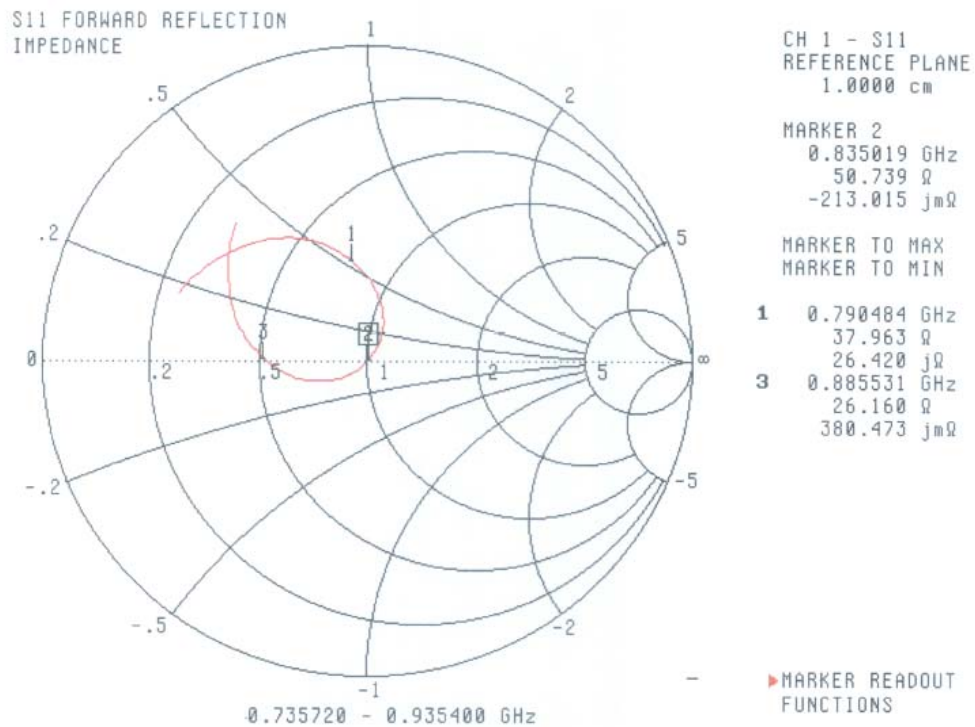 S11 FORWARD REFLECTION
IMPEDANCE
1
.5
2
.2
5
1
3
2
0
.2
.5
1
2
5
∞
-.2
-5
-.5
-2
-1
0.735720 - 0.935400 GHz
CH 1 - S11
REFERENCE PLANE
1.0000 cm
MARKER 2
0.835019 GHz
50.739 Ω
-213.015 jmΩ
MARKER TO MAX
MARKER TO MIN
1 0.790484 GHz
37.963 Ω
26.420 jΩ
3 0.885531 GHz
26.160 Ω
380.473 jmΩ
▶MARKER READOUT
FUNCTIONS